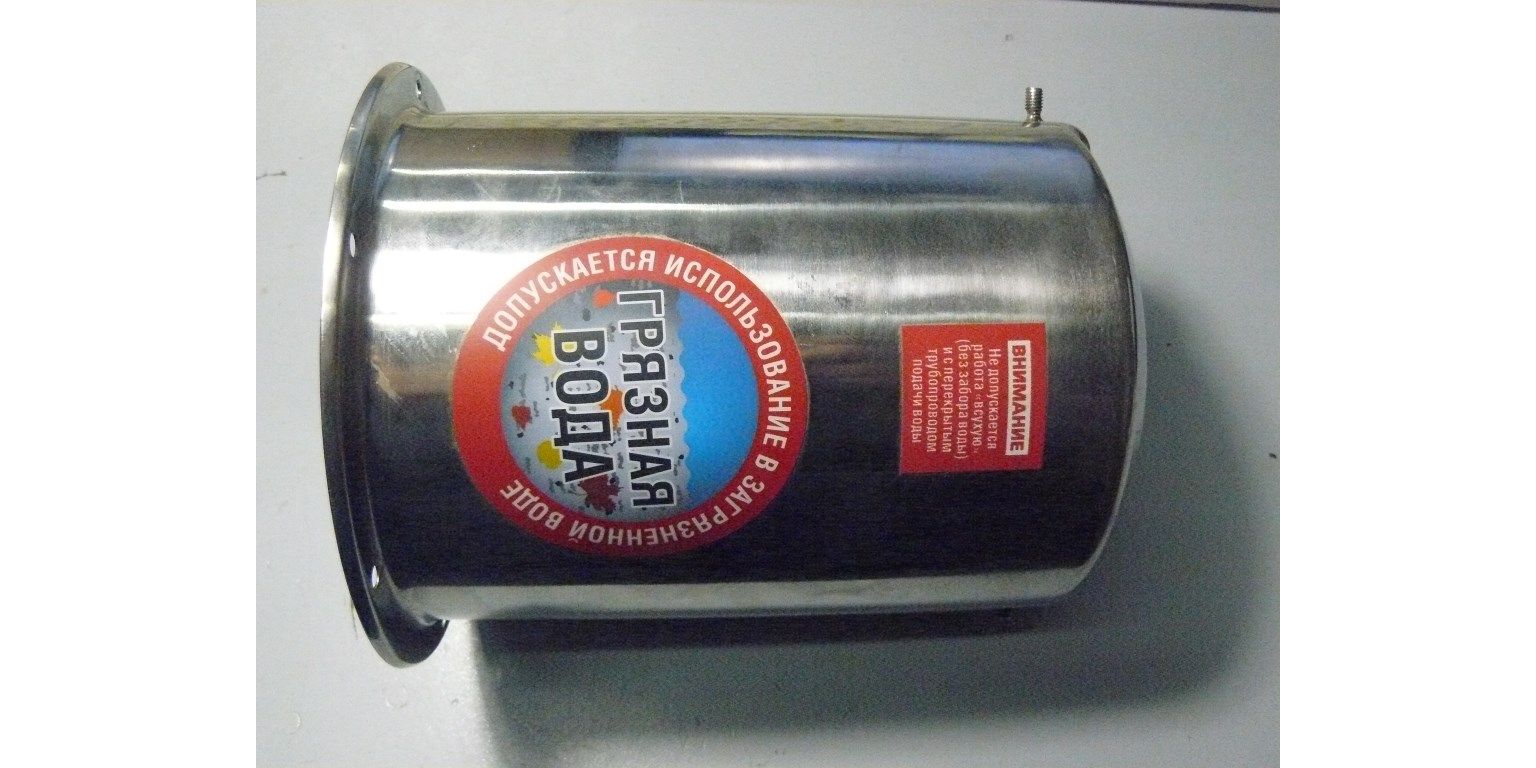 ДОПУСКАЕТСЯ ИСПОЛЬЗОВАНИЕ В ЗАГРЯЗНЕННОЙ ВОДЕ
ГРЯЗНАЯ
ВОДА
ВНИМАНИЕ
Не допускается
работа «всухую»
(без забора воды)
и с перекрытым
трубопроводом
подачи воды